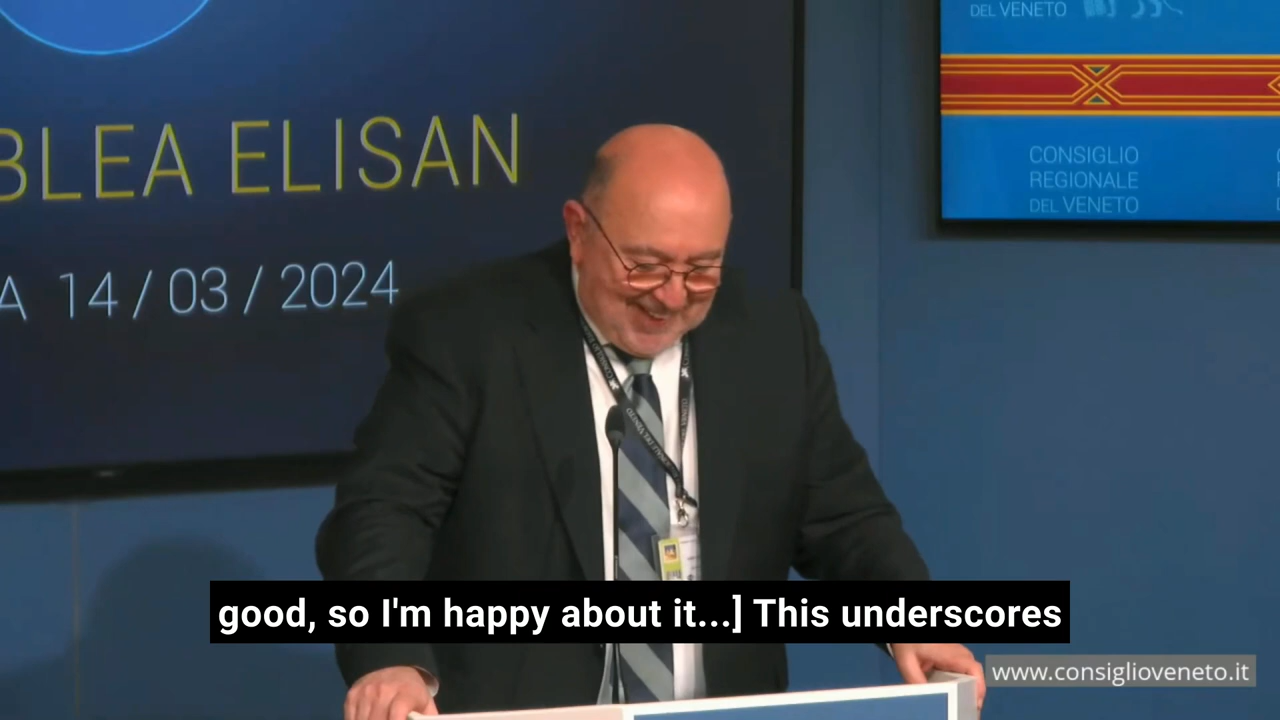 DEL VENETO
BLEA ELISAN
A 14 / 03 / 2024
CONSIGLIO
REGIONALE
DEL VENETO
good, so I'm happy about it...] This underscores
www.consiglioveneto.it